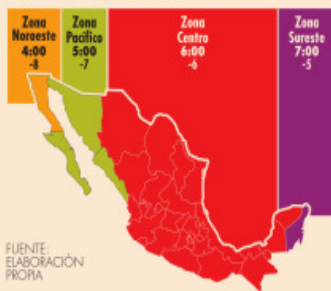 Zona
Noroeste
4:00
-8
Zona
Pacífico
5:00
-7
Zona
Centro
6:00
-6
Zona
Sureste
7:00
-5
FUENTE:
ELABORACIÓN
PROPIA